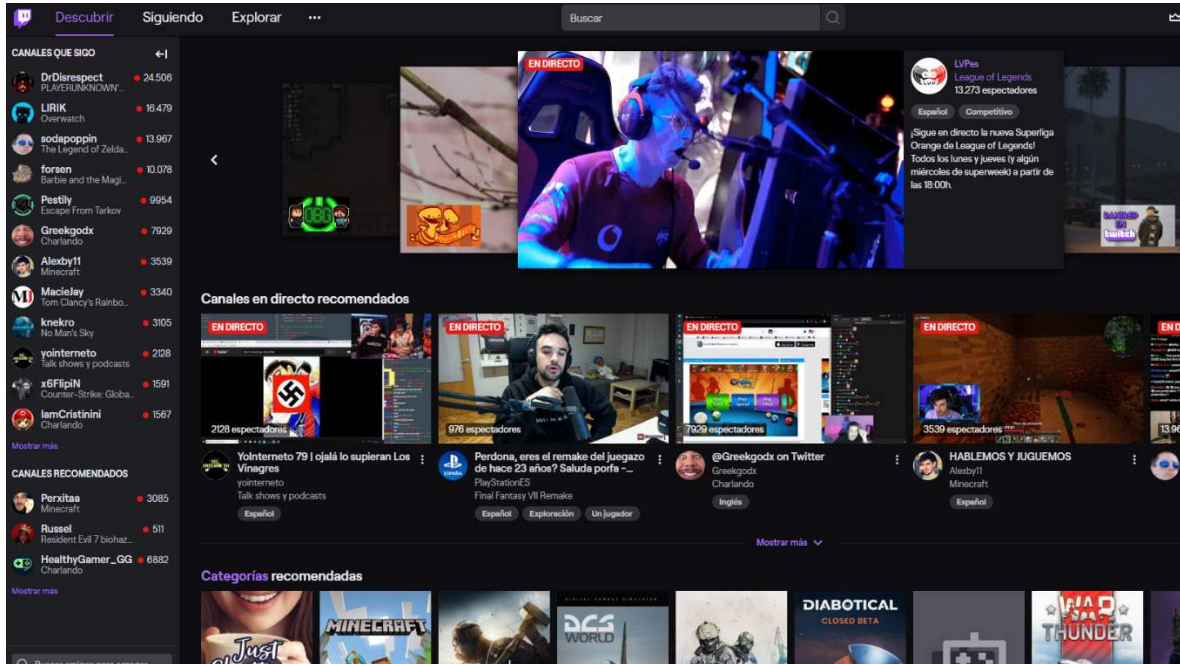 Descubrir
Siguiendo
Explorar
Buscar
CANALES QUE SIGO
DrDisrespect
24.506
PLAYERUNKNOWN'...
LIRIK
16.479
Overwatch
sodapoppin
13.967
The Legend of Zelda...
forsen
10.078
Barbie and the Magi...
Pestily
9954
Escape From Tarkov
Greekgodx
7929
Charlando
Alexby11
3539
Minecraft
MacieJay
3340
Tom Clancy's Rainbo...
knekro
3105
No Man's Sky
yointerneto
2128
Talk shows y podcasts
x6FlipiN
1591
Counter-Strike: Globa...
IamCristinini
1567
Charlando
Mostrar más
CANALES RECOMENDADOS
Perxitaa
3085
Minecraft
Russel
511
Resident Evil 7 biohaz...
HealthyGamer_GG
6882
Charlando
Mostrar más
EN DIRECTO
LVPes
League of Legends
13.273 espectadores
Español
Competitivo
¡Sigue en directo la nueva Superliga
Orange de League of Legends!
Todos los lunes y jueves (y algún
miércoles de superweek) a partir de
las 18:00h.
OBG
twitch
Canales en directo recomendados
EN DIRECTO
2128 espectadores
YoInterneto 79 | ojalá lo supieran Los
Vinagres
yointerneto
Talk shows y podcasts
Español
EN DIRECTO
976 espectadores
Perdona, eres el remake del juegazo
de hace 23 años? Saluda porfa -...
PlayStationES
Final Fantasy VII Remake
Español
Exploración
Un jugador
EN DIRECTO
7929 espectadores
@Greekgodx on Twitter
Greekgodx
Charlando
Inglés
EN DIRECTO
3539 espectadores
HABLEMOS Y JUGUEMOS
Alexby11
Minecraft
Español
EN D
13.96
Mostrar más
Categorías recomendadas
Just
MINECRAFT
DIGITAL COMBAT SIMULATOR
DCS
WORLD
DIABOTICAL
CLOSED BETA
WAR
THUNDER